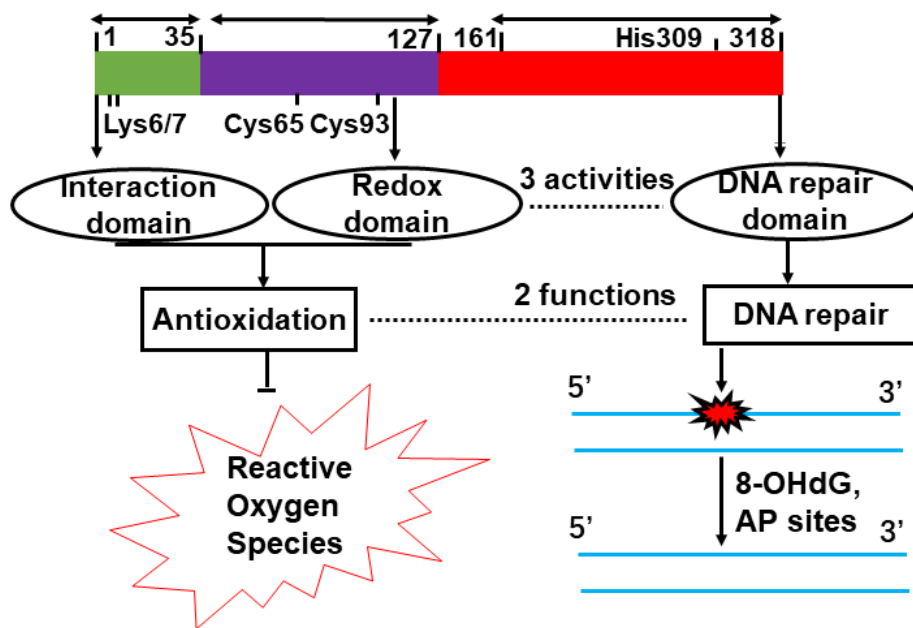 1 35 127 161 His309 318
Lys6/7 Cys65 Cys93
Interaction
domain
Redox
domain
3 activities
DNA repair
domain
Antioxidation
2 functions
DNA repair
5’ 3’
Reactive
Oxygen
Species
8-OHdG,
AP sites
5’ 3’